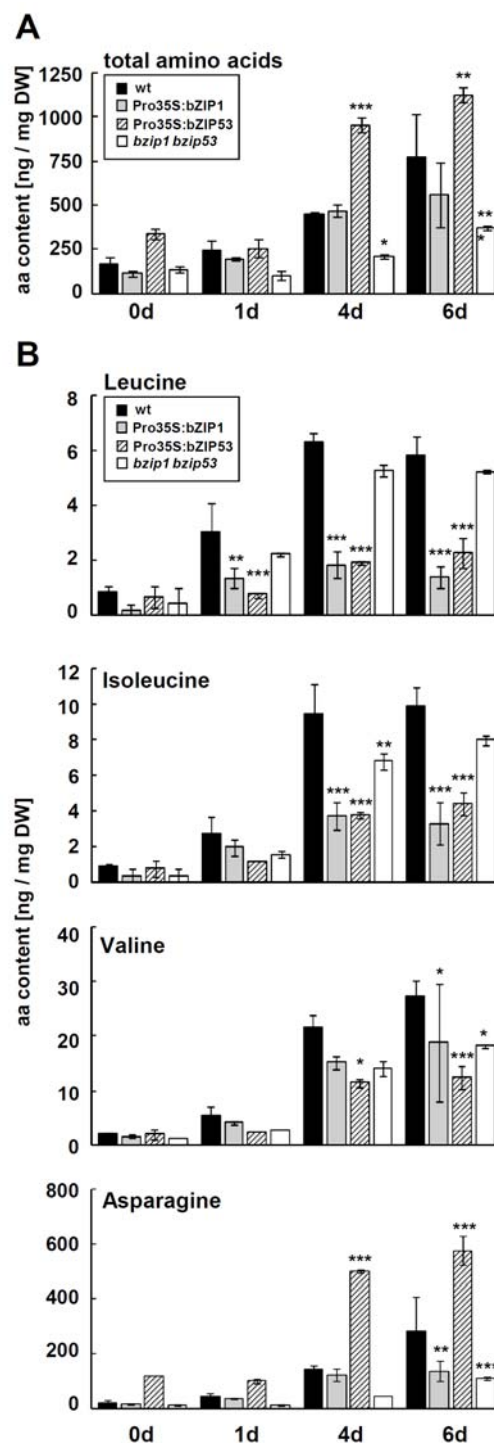 A
total amino acids
wt
Pro35S:bZIP1
Pro35S:bZIP53
bzip1 bzip53
aa content [ng / mg DW]
1250
1000
750
500
250
0
***
*
**
**
*
0d 1d 4d 6d
B
Leucine
wt
Pro35S:bZIP1
Pro35S:bZIP53
bzip1 bzip53
8
6
4
2
0
** *** *** *** *** ***
aa content [ng / mg DW]
Isoleucine
12
10
8
6
4
2
0
*** *** ** *** ***
Valine
40
30
20
10
0
* * *** *
Asparagine
800
600
400
200
0
*** ** *** ***
0d 1d 4d 6d